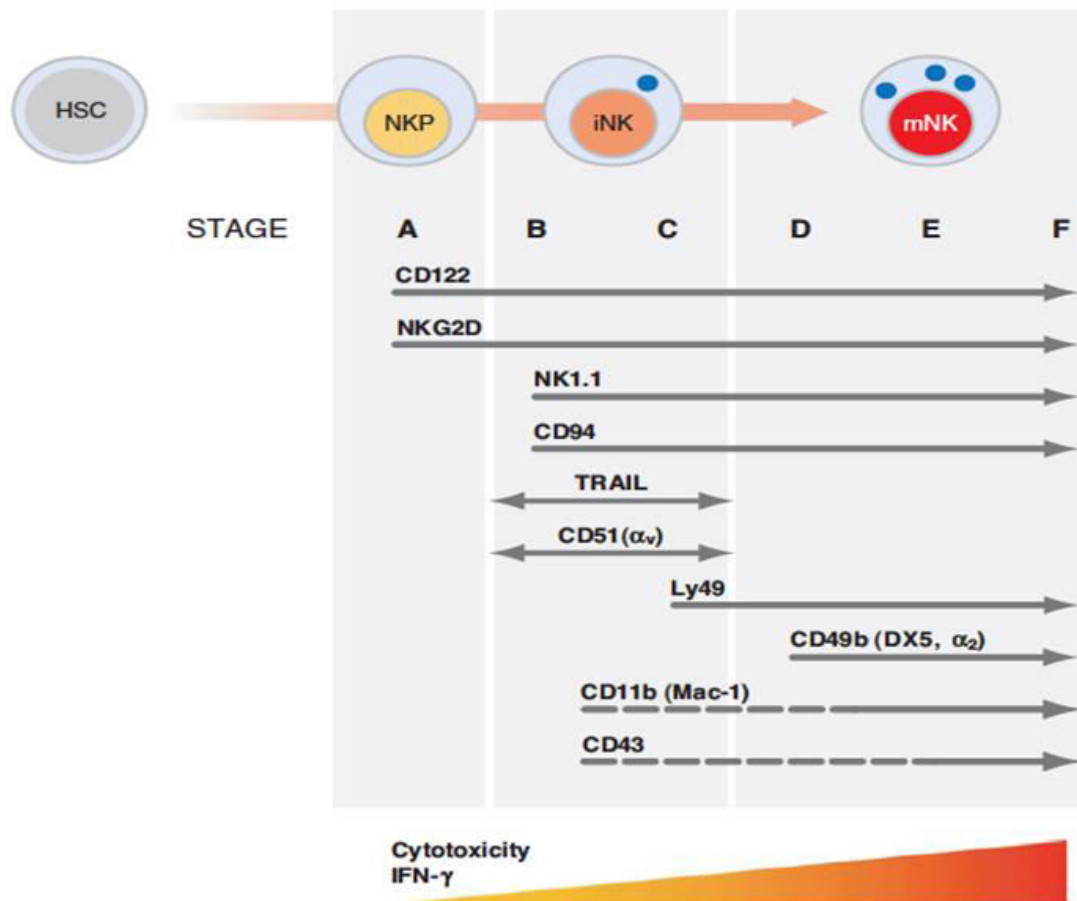 HSC
NKP
iNK
mNK
STAGE A B C D E F
CD122
NKG2D
NK1.1
CD94
TRAIL
CD51(αv)
Ly49
CD49b (DX5, α2)
CD11b (Mac-1)
CD43
Cytotoxicity
IFN-γ